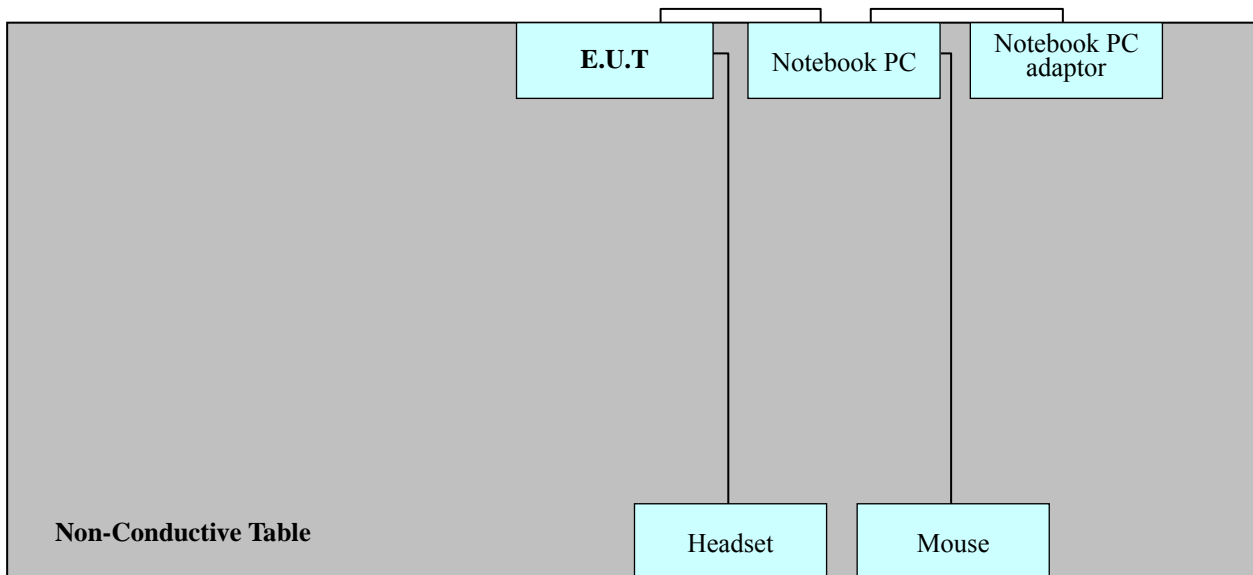 E.U.T
Notebook PC
Notebook PC
adaptor
Non-Conductive Table
Headset
Mouse